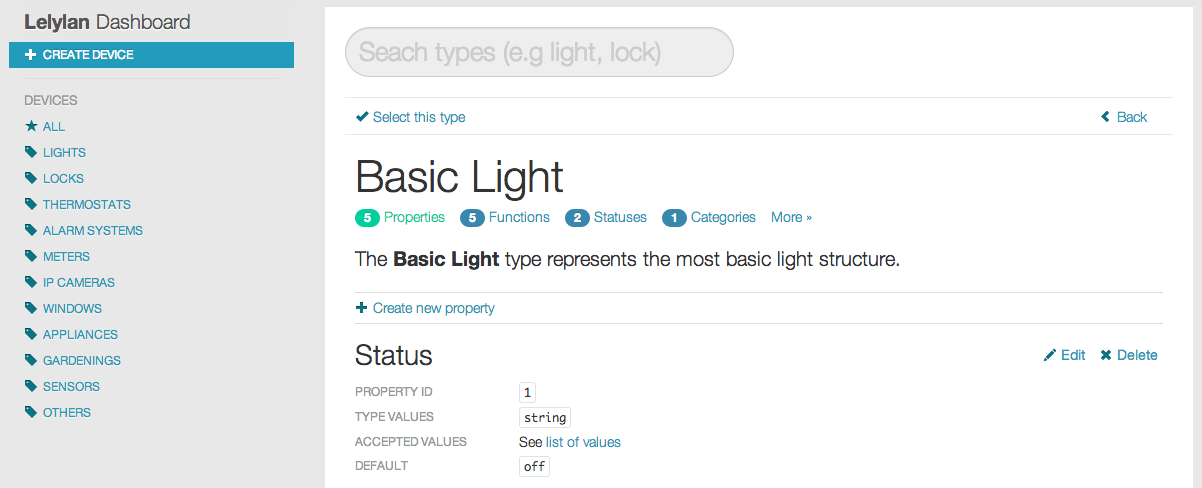 Lelylan Dashboard
CREATE DEVICE
DEVICES
ALL
LIGHTS
LOCKS
THERMOSTATS
ALARM SYSTEMS
METERS
IP CAMERAS
WINDOWS
APPLIANCES
GARDENINGS
SENSORS
OTHERS
Seach types (e.g light, lock)
Select this type
Back
Basic Light
5 Properties 5 Functions 2 Statuses 1 Categories More »
The Basic Light type represents the most basic light structure.
Create new property
Status
Edit Delete
PROPERTY ID 1
TYPE VALUES string
ACCEPTED VALUES See list of values
DEFAULT off